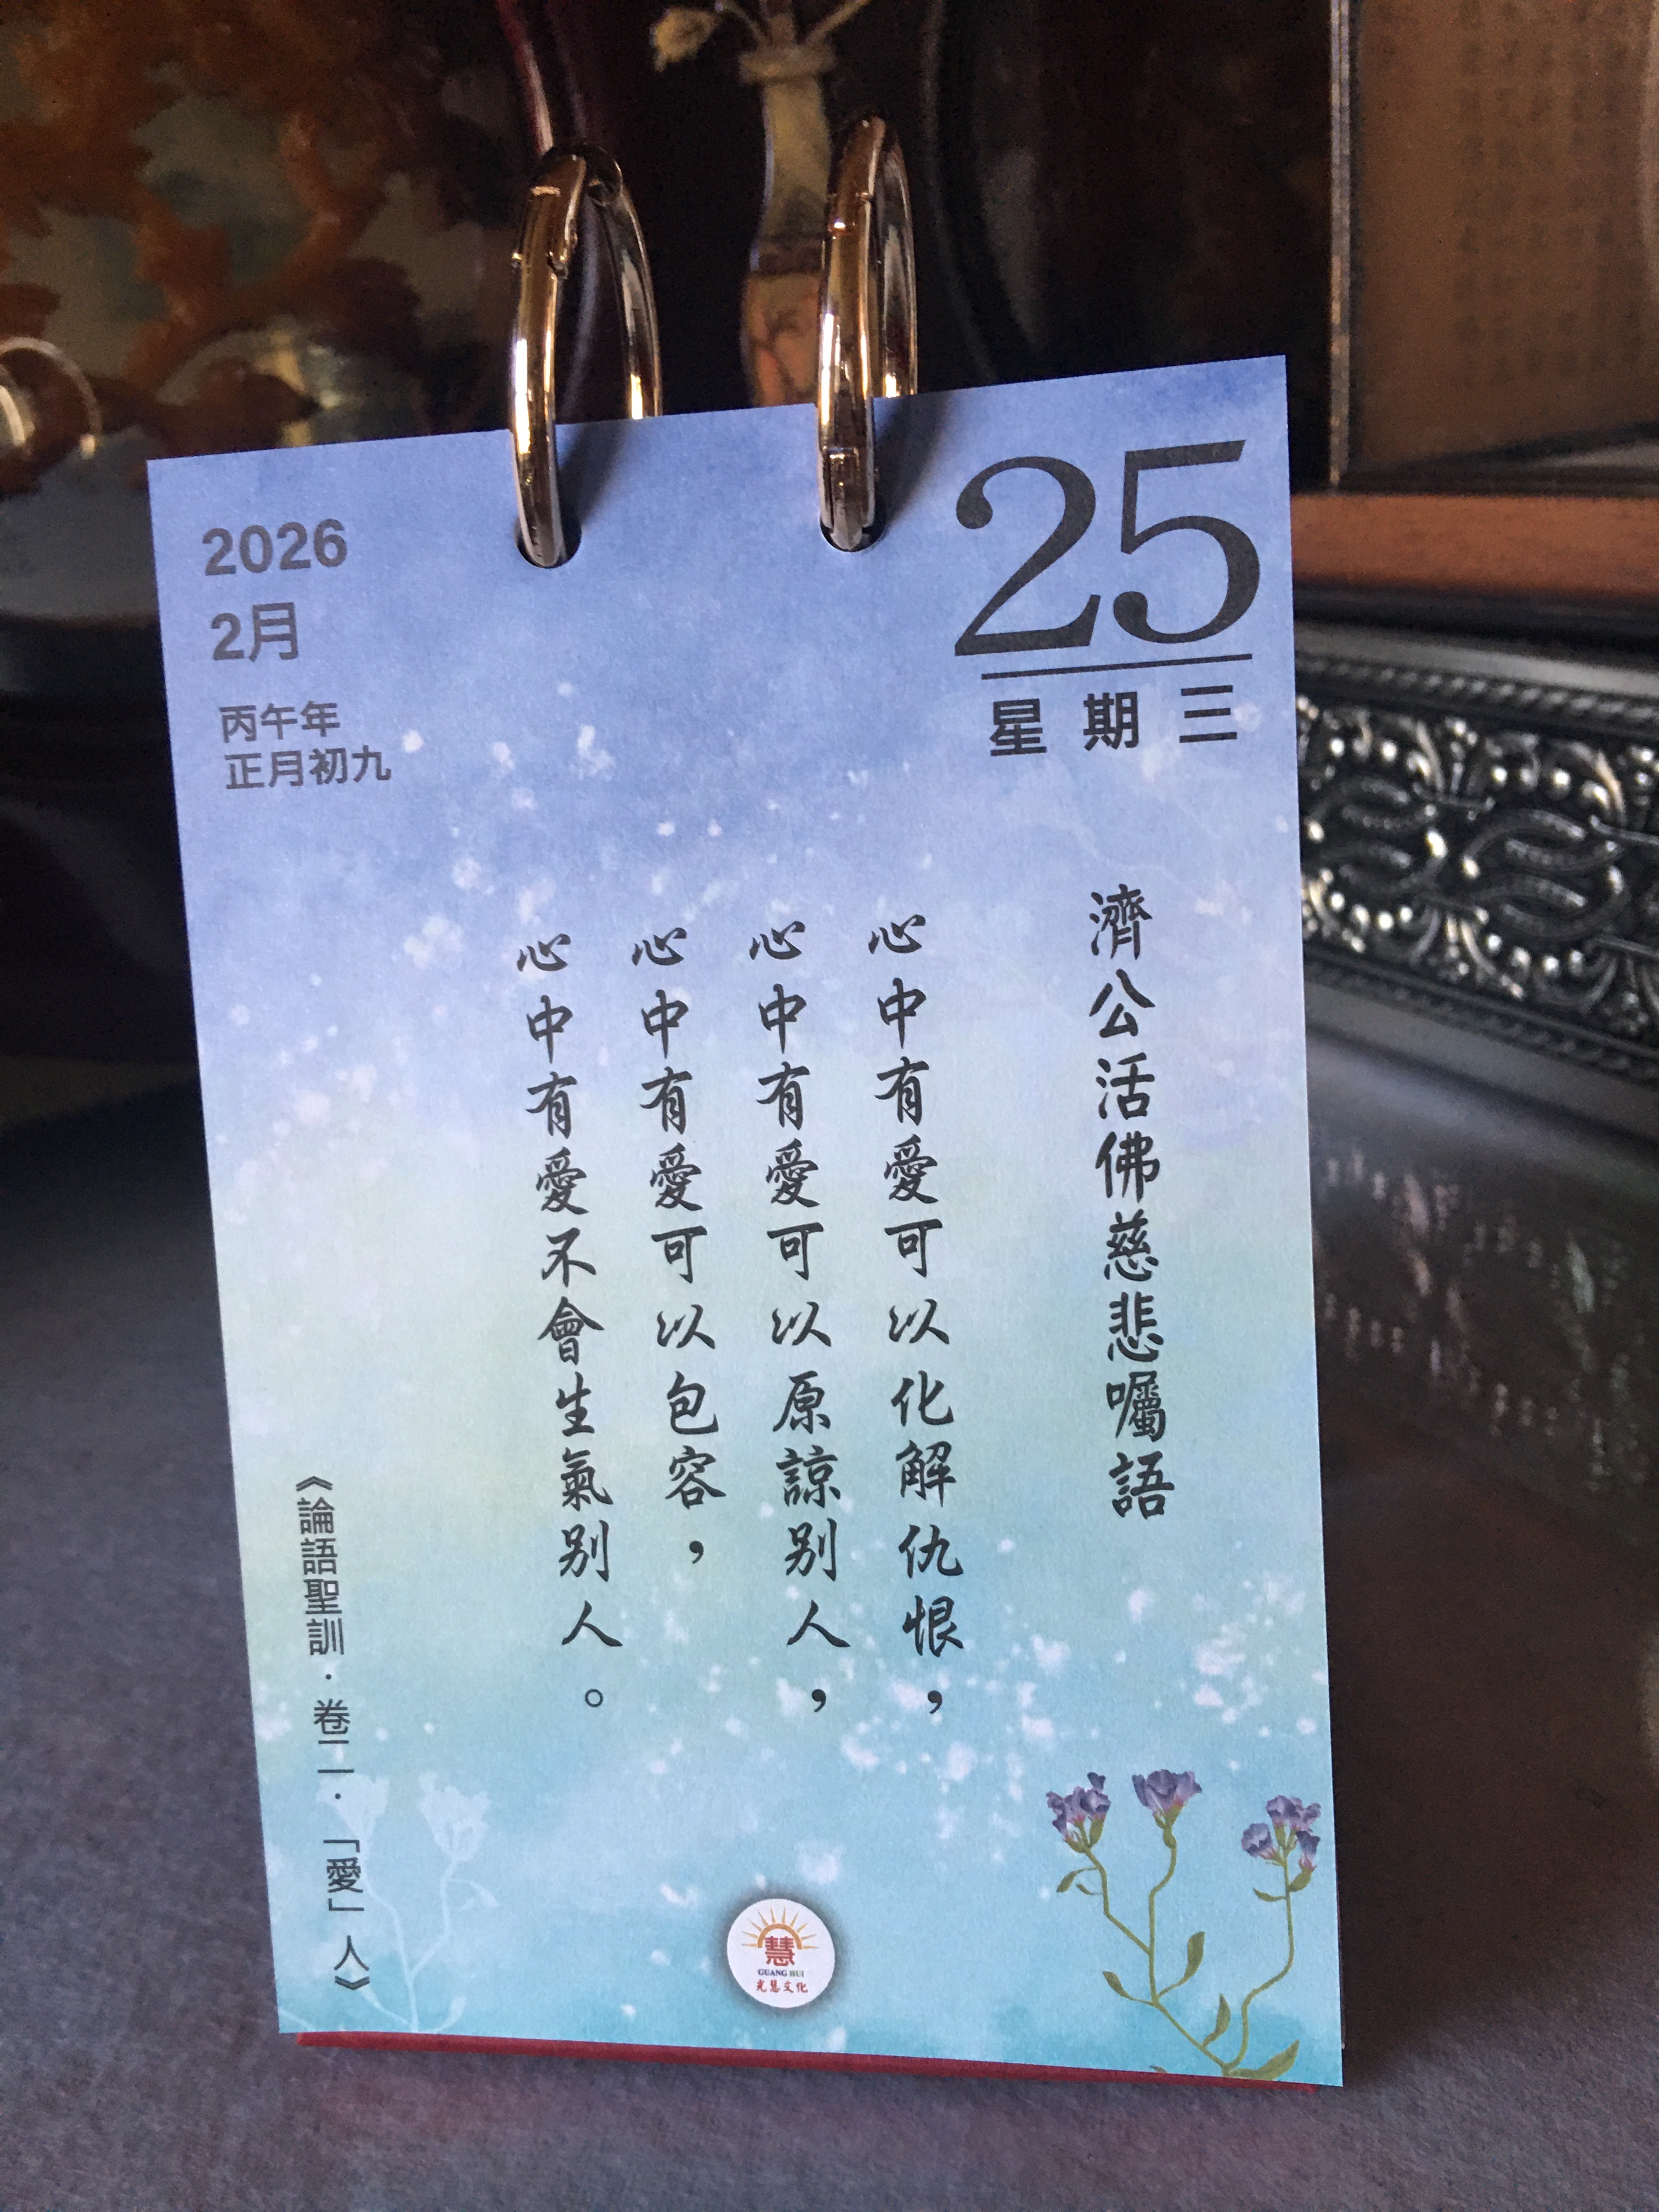 2026
2月
丙午年
正月初九
25
星期三
濟公活佛慈悲囑語
心中有愛可以化解仇恨，
心中有愛可以原諒別人，
心中有愛可以包容，
心中有愛不會生氣別人。
《論語聖訓·卷二·「愛」人》
慧
GUANG HUI
光慧文化